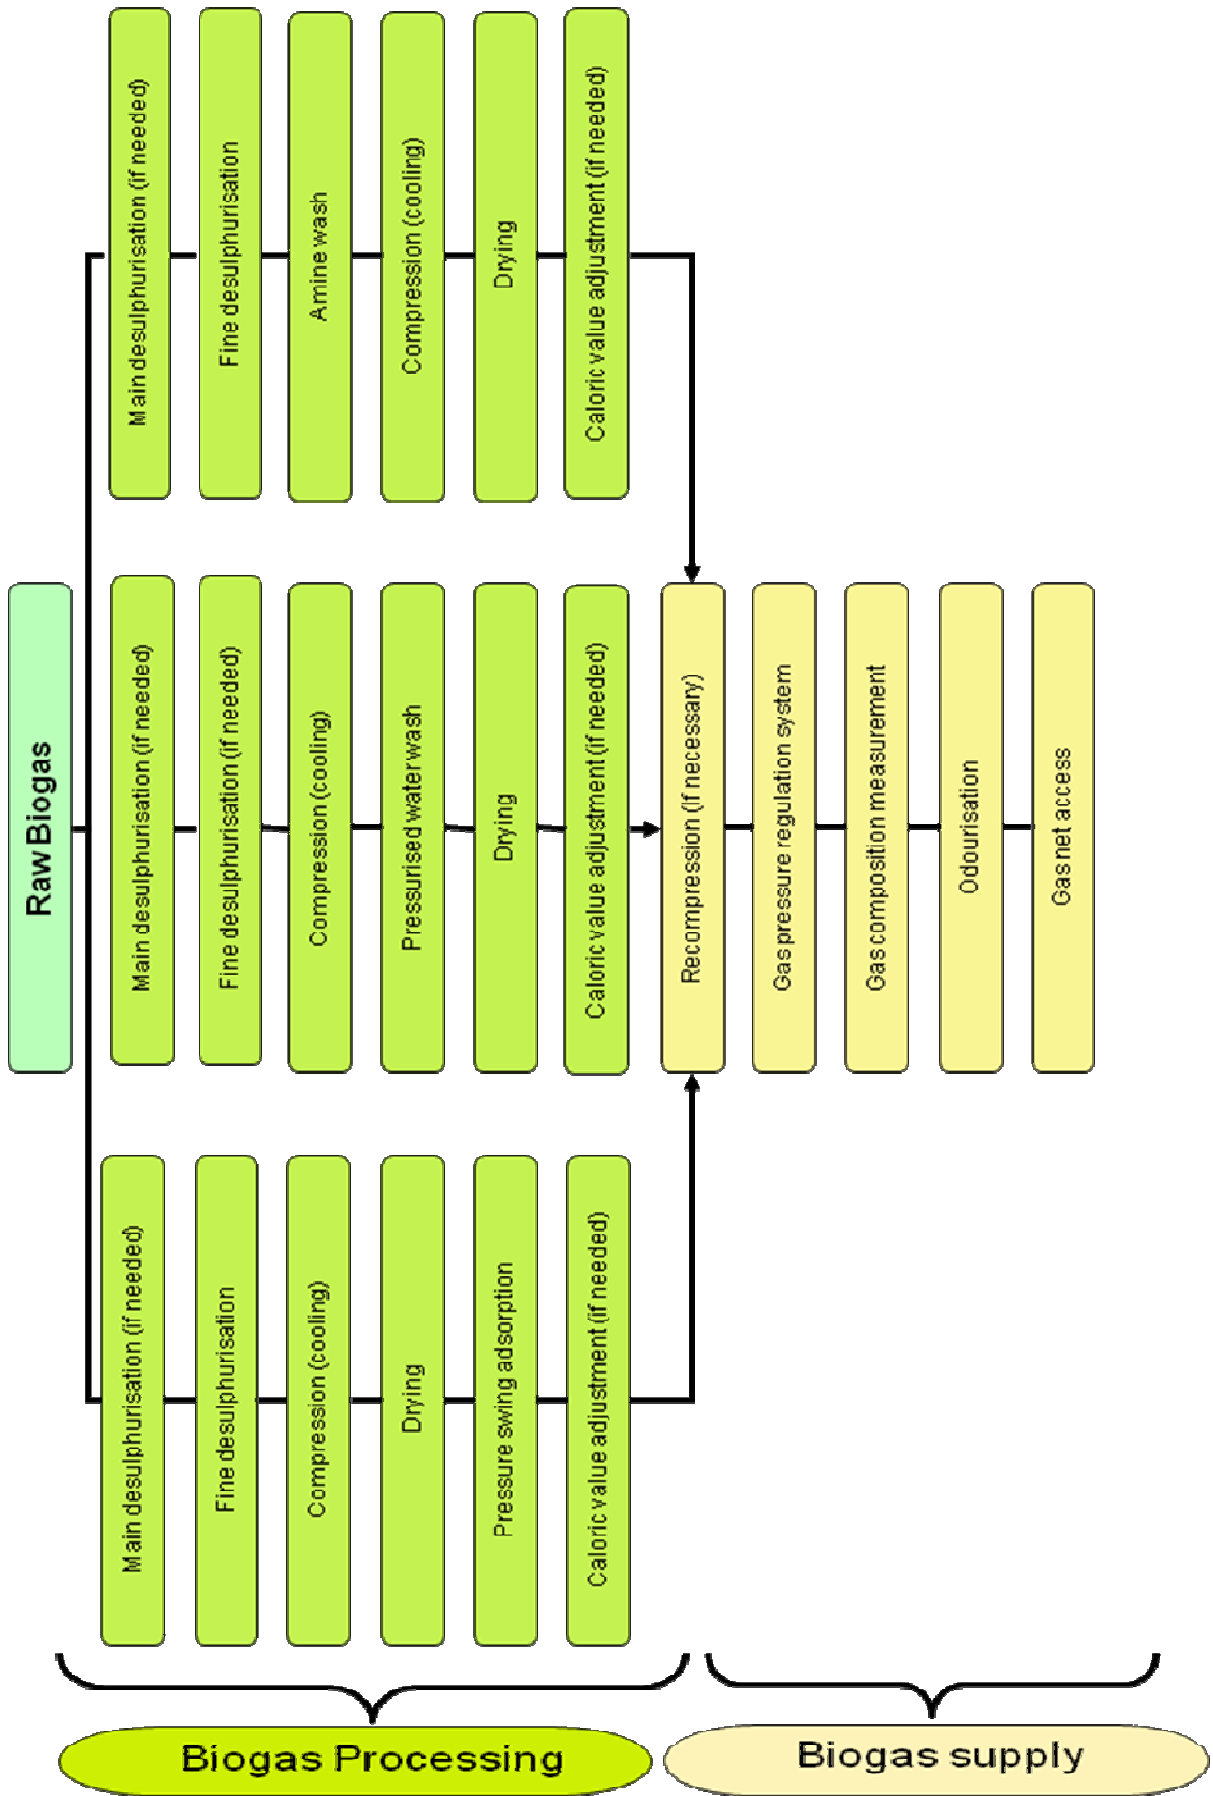 Raw Biogas
Main desulphurisation (if needed)
Fine desulphurisation
Compression (cooling)
Drying
Pressure swing adsorption
Caloric value adjustment (if needed)
Main desulphurisation (if needed)
Fine desulphurisation (if needed)
Compression (cooling)
Pressurised water wash
Drying
Caloric value adjustment (if needed)
Main desulphurisation (if needed)
Fine desulphurisation
Amine wash
Compression (cooling)
Drying
Caloric value adjustment (if needed)
Recompression (if necessary)
Gas pressure regulation system
Gas composition measurement
Odourisation
Gas net access
Biogas Processing
Biogas supply